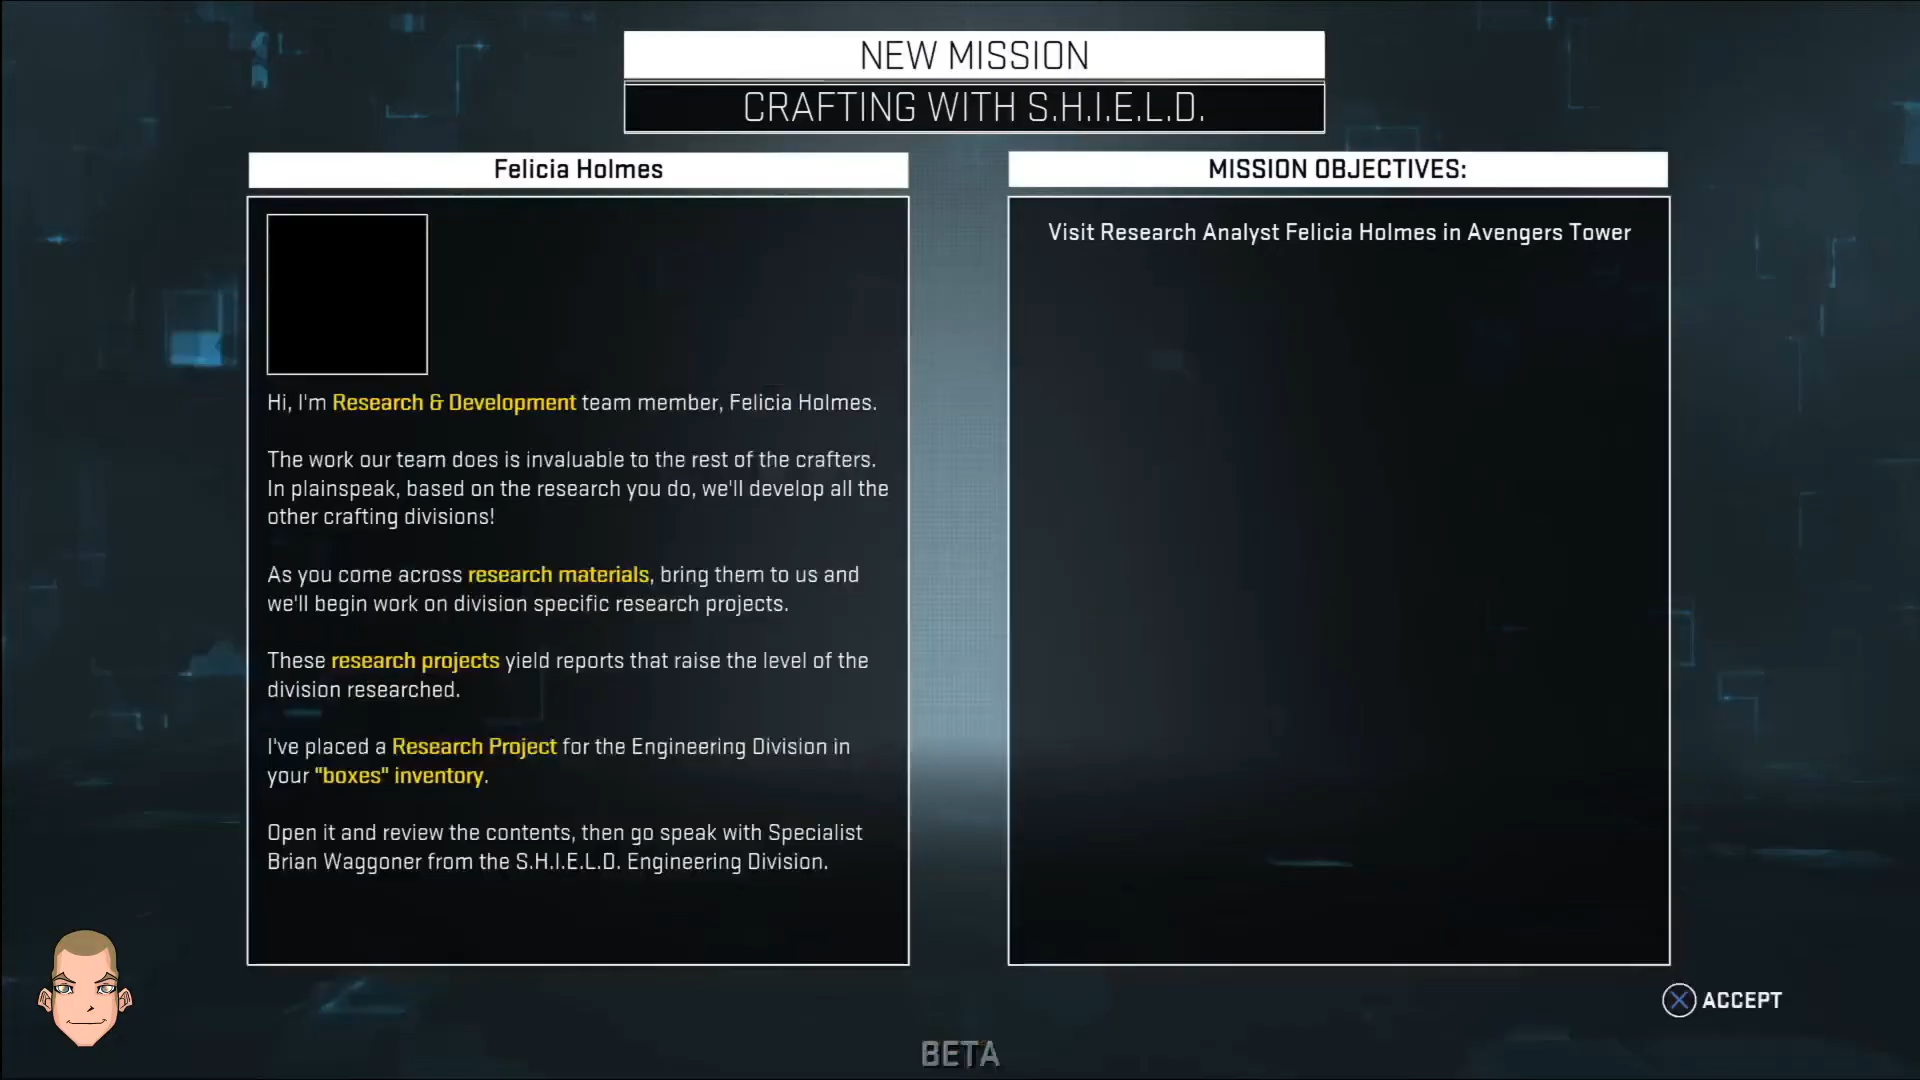 NEW MISSION
CRAFTING WITH S.H.I.E.L.D.
Felicia Holmes
Hi, I'm Research & Development team member, Felicia Holmes.
The work our team does is invaluable to the rest of the crafters.
In plainspeak, based on the research you do, we'll develop all the
other crafting divisions!
As you come across research materials, bring them to us and
we'll begin work on division specific research projects.
These research projects yield reports that raise the level of the
division researched.
I've placed a Research Project for the Engineering Division in
your "boxes" inventory.
Open it and review the contents, then go speak with Specialist
Brian Waggoner from the S.H.I.E.L.D. Engineering Division.
MISSION OBJECTIVES:
Visit Research Analyst Felicia Holmes in Avengers Tower
ACCEPT
BETA